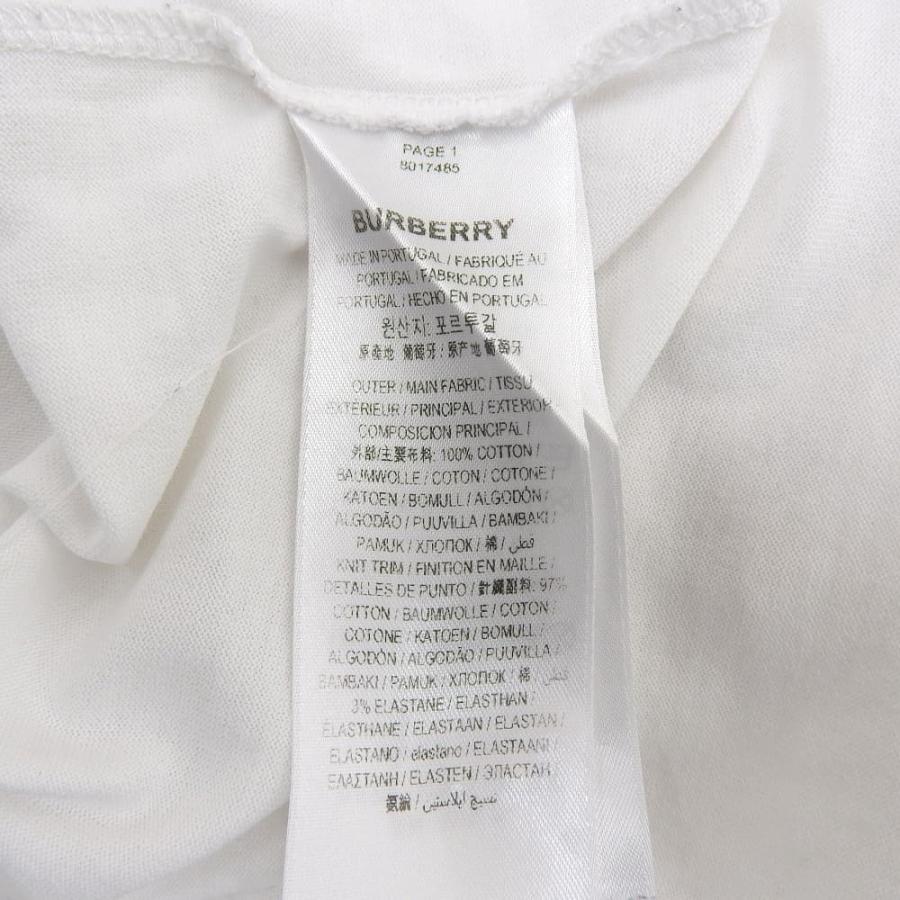 PAGE 1
8017485
BURBERRY
MADE IN PORTUGAL / FABRIQUÉ AU
PORTUGAL / FABRICADO EM
PORTUGAL / HECHO EN PORTUGAL
원산지: 포르투갈
原產地 葡萄牙 / 原产地 葡萄牙
OUTER / MAIN FABRIC / TISSU
EXTÉRIEUR / PRINCIPAL / EXTERIOR
COMPOSICION PRINCIPAL /
外部/主要布料: 100% COTTON /
BAUMWOLLE / COTON / COTONE /
KATOEN / BOMULL / ALGODÓN /
ALGODÃO / PUUVILLA / BAMBAKI /
PAMUK / ХЛОПОК / 棉 / قطن /
KNIT TRIM / FINITION EN MAILLE /
DETALLES DE PUNTO / 針織副料: 97%
COTTON / BAUMWOLLE / COTON /
COTONE / KATOEN / BOMULL /
ALGODÓN / ALGODÃO / PUUVILLA /
BAMBAKI / PAMUK / ХЛОПОК / 棉 / قطن
3% ELASTANE / ELASTHAN /
ÉLASTHANE / ELASTAAN / ELASTAN /
ELASTANO / elastano / ELASTAANI /
ΕΛΑΣΤΑΝΗ / ELASTEN / ЭЛАСТАН /
氨綸 / نسيج ايلاستين